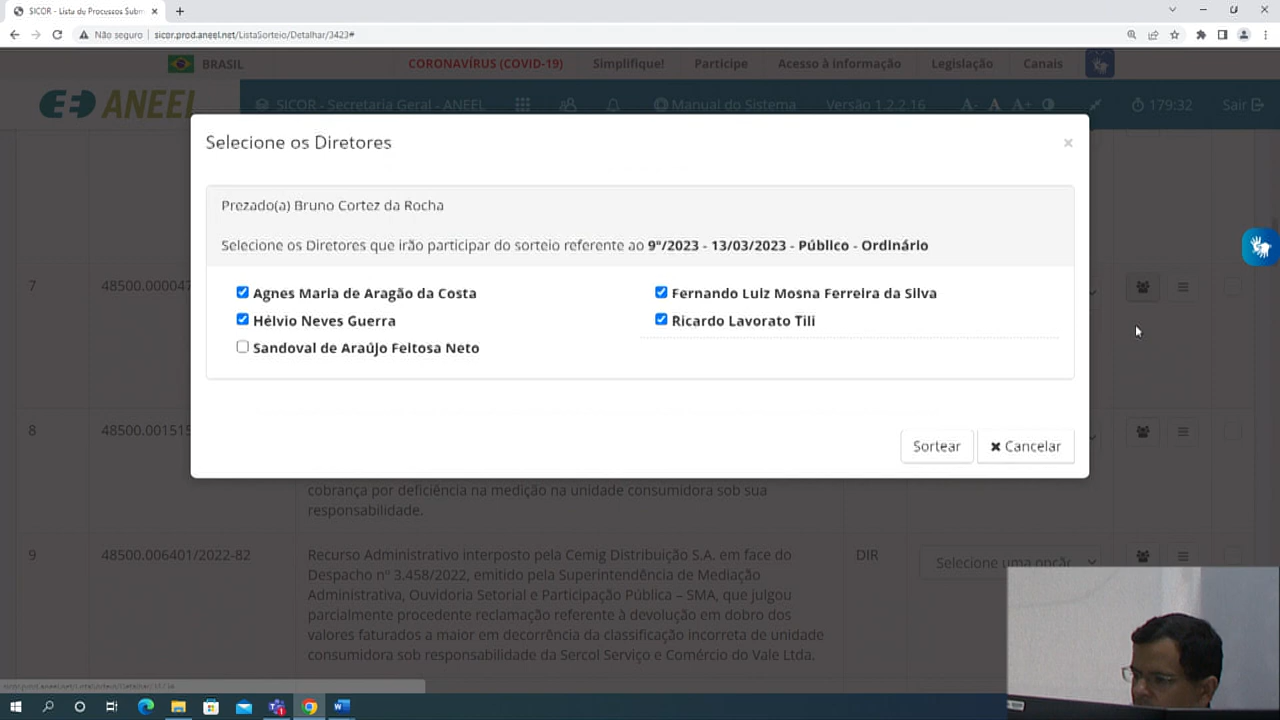 SICOR - Lista de Processos Subm
Não seguro
sicor.prod.aneel.net/ListaSorteio/Detalhar/3423#
BRASIL
CORONAVÍRUS (COVID-19)
Simplifique!
Participe
Acesso à informação
Legislação
Canais
ANEEL
SICOR - Secretaria Geral - ANEEL
Manual do Sistema
Versão 1.2.2.16
A- A A+
179:32
Sair
Selecione os Diretores
×
Prezado(a) Bruno Cortez da Rocha
Selecione os Diretores que irão participar do sorteio referente ao 9ª/2023 - 13/03/2023 - Público - Ordinário
Agnes Maria de Aragão da Costa
Fernando Luiz Mosna Ferreira da Silva
Hélvio Neves Guerra
Ricardo Lavorato Tili
Sandoval de Araújo Feitosa Neto
Sortear
Cancelar
7
48500.000047
8
48500.001515
cobrança por deficiência na medição na unidade consumidora sob sua
responsabilidade.
9
48500.006401/2022-82
Recurso Administrativo interposto pela Cemig Distribuição S.A. em face do
Despacho nº 3.458/2022, emitido pela Superintendência de Mediação
Administrativa, Ouvidoria Setorial e Participação Pública – SMA, que julgou
parcialmente procedente reclamação referente à devolução em dobro dos
valores faturados a maior em decorrência da classificação incorreta de unidade
consumidora sob responsabilidade da Sercol Serviço e Comércio do Vale Ltda.
DIR
Selecione uma opção